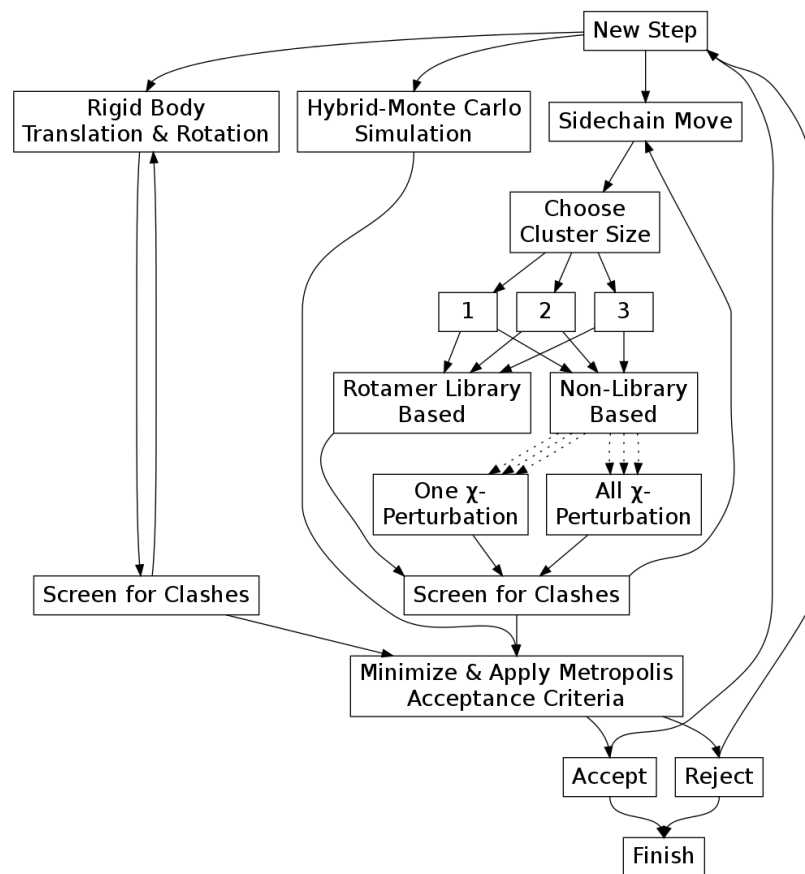 New Step
Rigid Body
Translation & Rotation
Hybrid-Monte Carlo
Simulation
Sidechain Move
Choose
Cluster Size
1
2
3
Rotamer Library
Based
Non-Library
Based
One χ-
Perturbation
All χ-
Perturbation
Screen for Clashes
Screen for Clashes
Minimize & Apply Metropolis
Acceptance Criteria
Accept
Reject
Finish